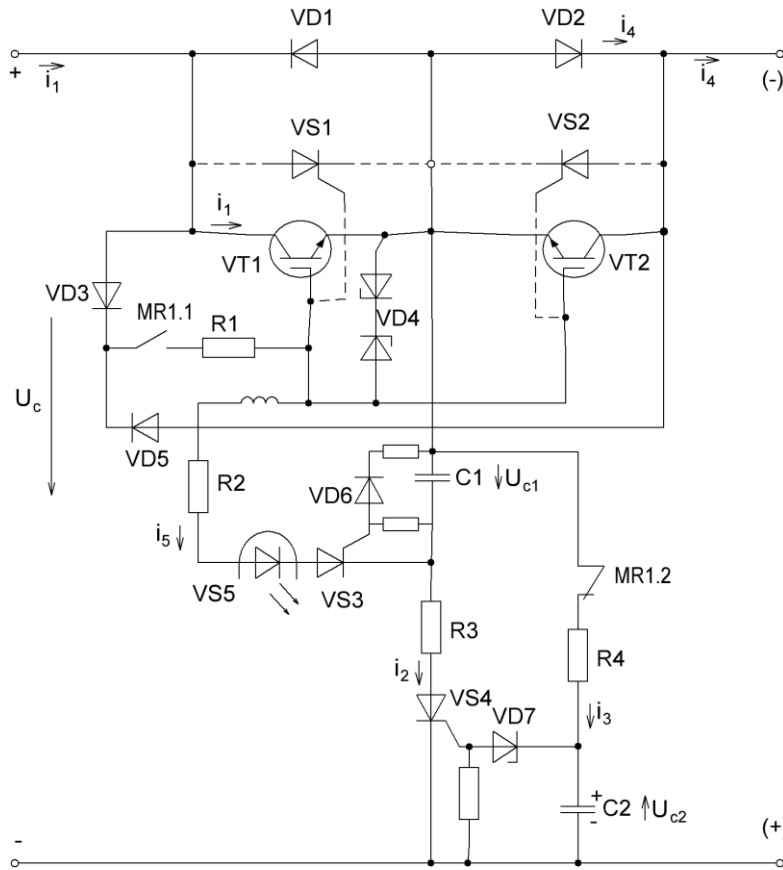 VD1 VD2 i4
+ i1 i4 (-)
VS1 VS2
i1
VT1 VT2
VD3 MR1.1 R1 VD4
Uc
VD5
R2 VD6 C1 Uc1
i5
VS5 VS3 MR1.2
R3 R4
i2 VS4 VD7 i3
+ C2 Uc2
-
- (+